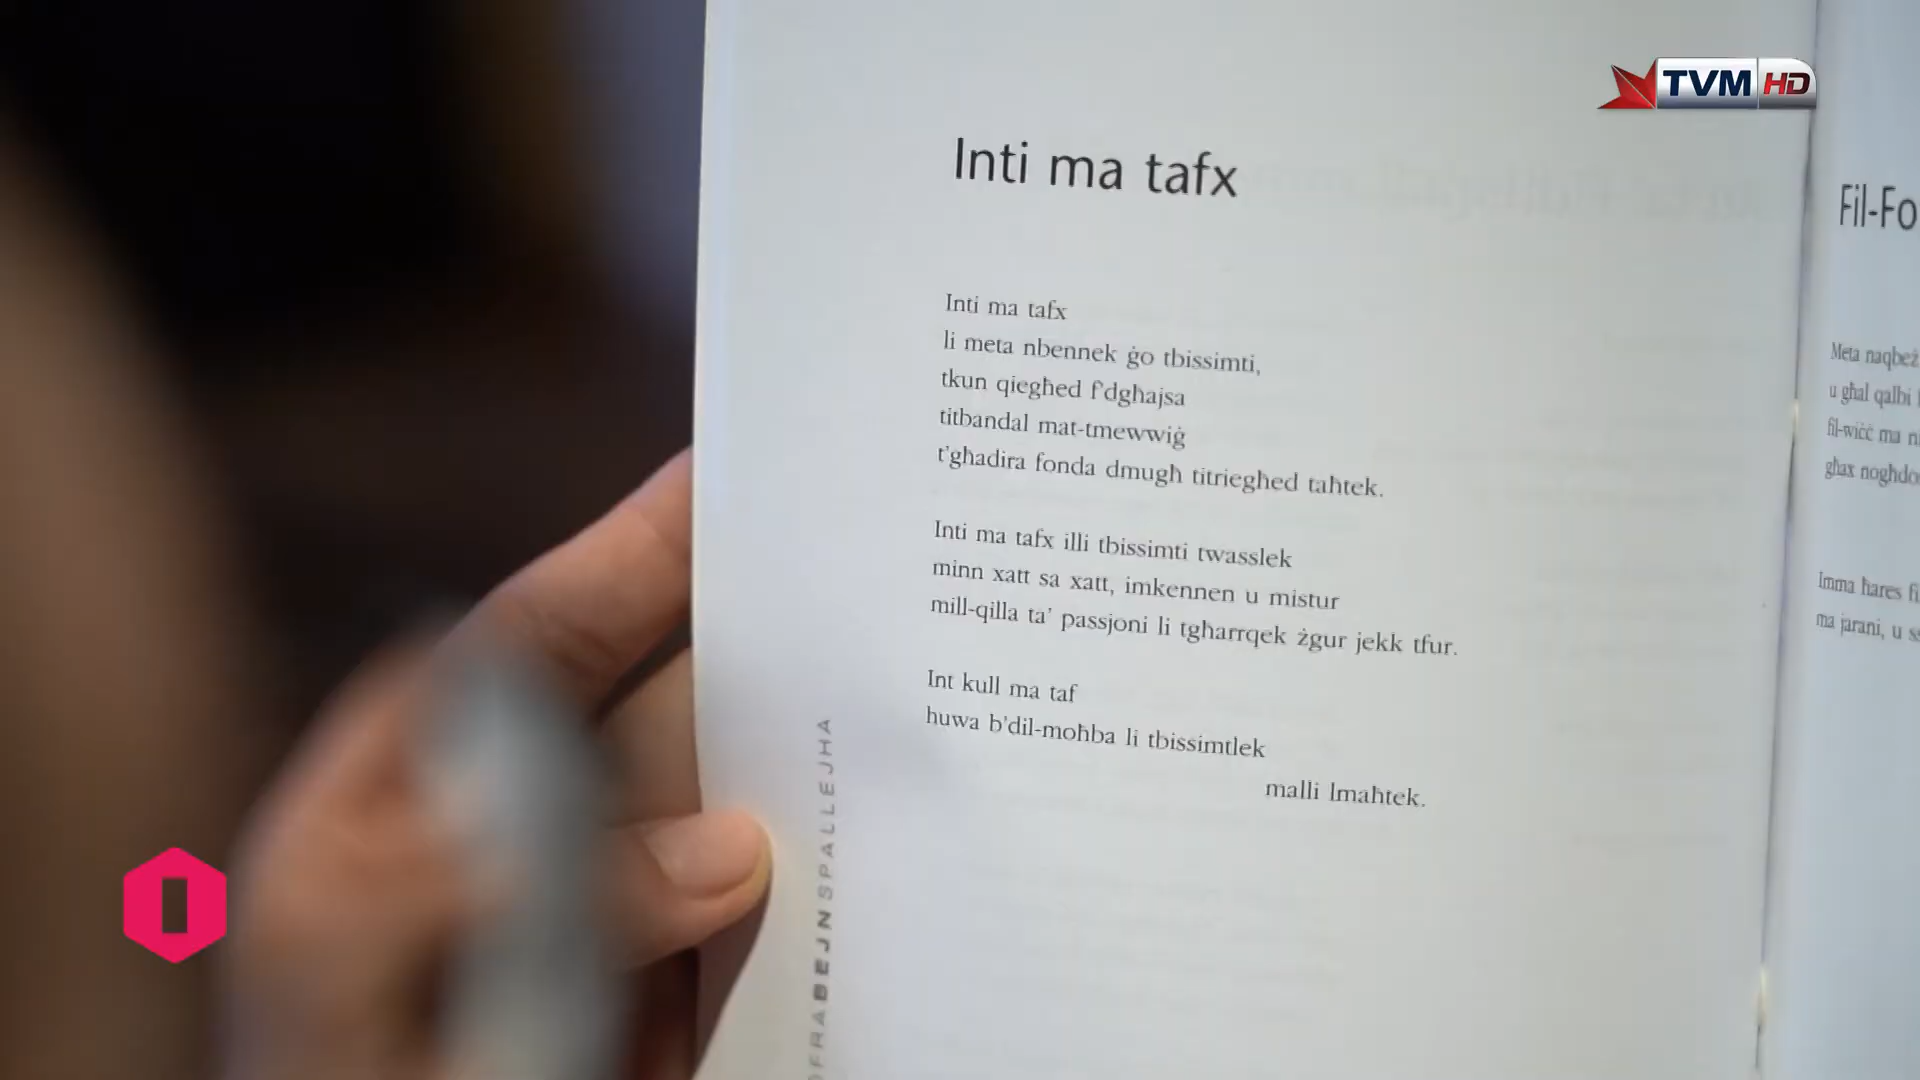 TVM HD
Inti ma tafx
Inti ma tafx
li meta nbennek ġo tbissimti,
tkun qiegħed f'dgħajsa
titbandal mat-tmewwiġ
t'għadira fonda dmugħ titriegħed taħtek.
Inti ma tafx illi tbissimti twasslek
minn xatt sa xatt, imkennen u mistur
mill-qilla ta' passjoni li tgħarrqek żgur jekk tfur.
Int kull ma taf
huwa b'dil-moħba li tbissimtlek
malli lmaħtek.
BEJNSPALLEJHA
Fil-Fo
Meta naqbeż
u għal qalbi
fil-wiċċ ma
għax
Imma ħares
ma jarani, u